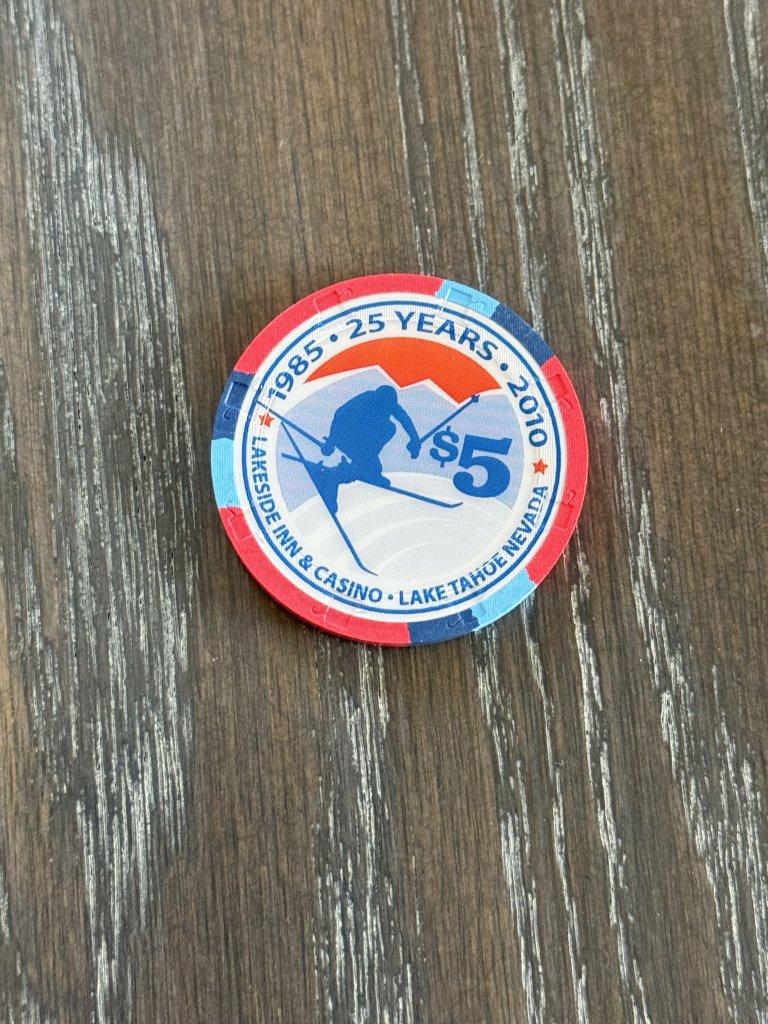 1985 • 25 YEARS • 2010
$5
LAKESIDE INN & CASINO • LAKE TAHOE NEVADA